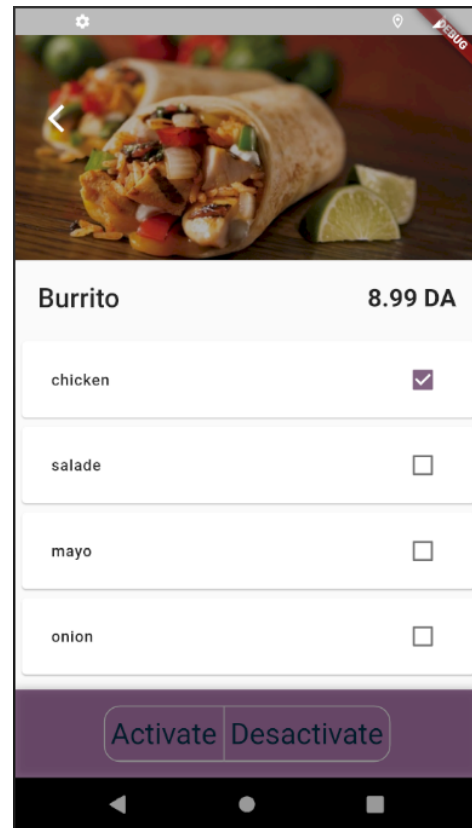 DEBUG
Burrito 8.99 DA
chicken
salade
mayo
onion
Activate Desactivate